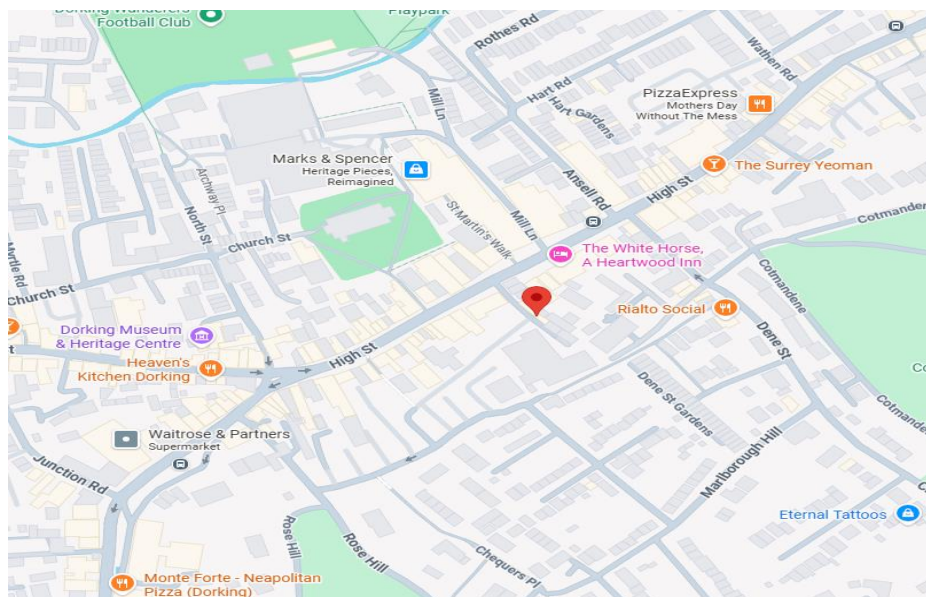 Dorking Wanderers
Football Club
Playpark
Rothes Rd
Wathen Rd
Hart Rd
Hart Gardens
PizzaExpress
Mothers Day
Without The Mess
Mill Ln
Marks & Spencer
Heritage Pieces,
Reimagined
The Surrey Yeoman
Ansell Rd
High St
Archway Pl
North St
St Martin's Walk
Mill Ln
Cotmandene
Church St
The White Horse,
A Heartwood Inn
Cotmandene
Myrtle Rd
Church St
Rialto Social
Dene St
Dorking Museum
& Heritage Centre
High St
Heaven's
Kitchen Dorking
Dene St Gardens
Waitrose & Partners
Supermarket
Marlborough Hill
Junction Rd
Eternal Tattoos
Rose Hill
Rose Hill
Chequers Pl
Monte Forte - Neapolitan
Pizza (Dorking)